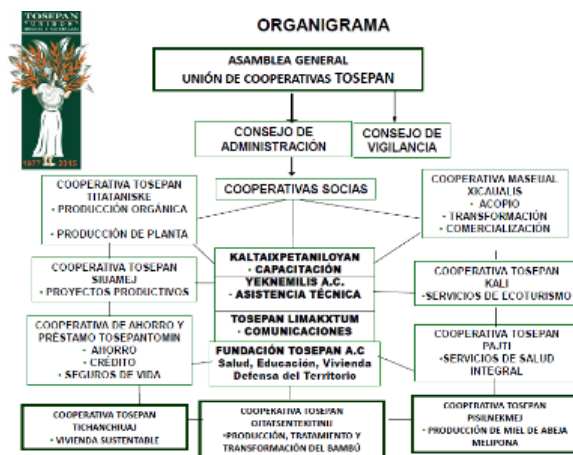 TOSEPAN
"UNIDOS
1977 2015
ORGANIGRAMA
ASAMBLEA GENERAL
UNIÓN DE COOPERATIVAS TOSEPAN
CONSEJO DE
ADMINISTRACIÓN
CONSEJO DE
VIGILANCIA
COOPERATIVAS SOCIAS
COOPERATIVA TOSEPAN
TITATANISKE
• PRODUCCIÓN ORGÁNICA
• PRODUCCIÓN DE PLANTA
COOPERATIVA MASEUAL
XICAUALIS
• ACOPIO
• TRANSFORMACIÓN
• COMERCIALIZACIÓN
KALTAIXPETANILOYAN
• CAPACITACIÓN
YEKNEMILIS A.C.
• ASISTENCIA TÉCNICA
TOSEPAN LIMAKXTUM
• COMUNICACIONES
FUNDACIÓN TOSEPAN A.C
Salud, Educación, Vivienda
Defensa del Territorio
COOPERATIVA TOSEPAN
SIUAMEJ
• PROYECTOS PRODUCTIVOS
COOPERATIVA TOSEPAN
KALI
• SERVICIOS DE ECOTURISMO
COOPERATIVA DE AHORRO Y
PRÉSTAMO TOSEPANTOMIN
• AHORRO
• CRÉDITO
• SEGUROS DE VIDA
COOPERATIVA TOSEPAN
PAJTI
• SERVICIOS DE SALUD
INTEGRAL
COOPERATIVA TOSEPAN
TICHANCHIUAJ
• VIVIENDA SUSTENTABLE
COOPERATIVA TOSEPAN
OJTATSENTEKITINIJ
•PRODUCCIÓN, TRATAMIENTO Y
TRANSFORMACIÓN DEL BAMBÚ
COOPERATIVA TOSEPAN
PISILNEKMEJ
• PRODUCCIÓN DE MIEL DE ABEJA
MELIPONA